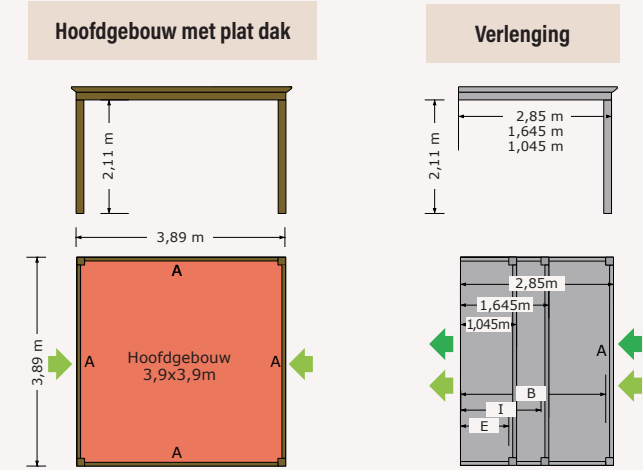 Hoofdgebouw met plat dak
2,11 m
3,89 m
3,89 m
A
A
A
A
Hoofdgebouw
3,9x3,9m
Verlenging
2,11 m
2,85 m
1,645 m
1,045 m
2,85m
1,645m
1,045m
A
B
I
E